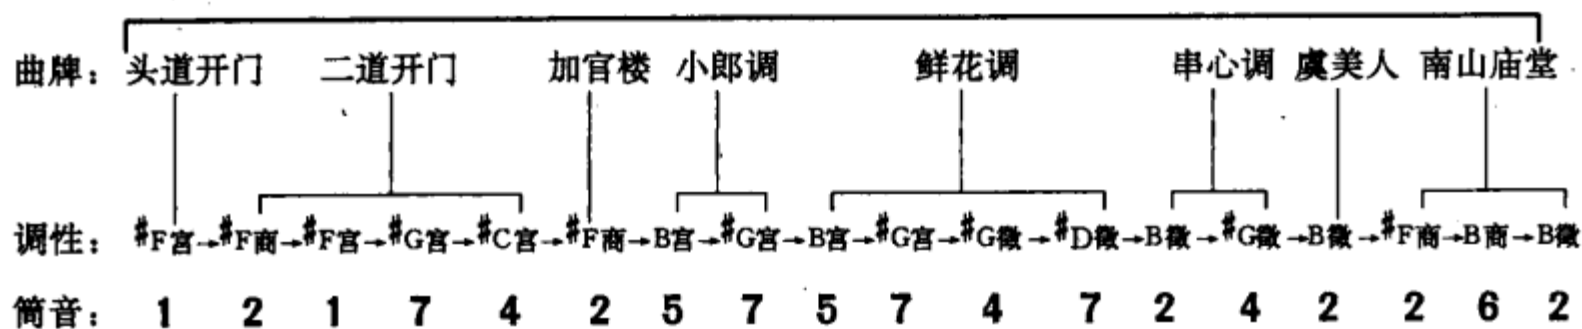 曲牌: 头道开门 二道开门 加官楼 小郎调 鲜花调 串心调 虞美人 南山庙堂
调性: #F宫→#F商→#F宫→#G宫→#C宫→#F商→B宫→#G宫→B宫→#G宫→#G徵→#D徵→B徵→#G徵→B徵→#F商→B商→B徵
筒音: 1 2 1 7 4 2 5 7 5 7 4 7 2 4 2 2 6 2